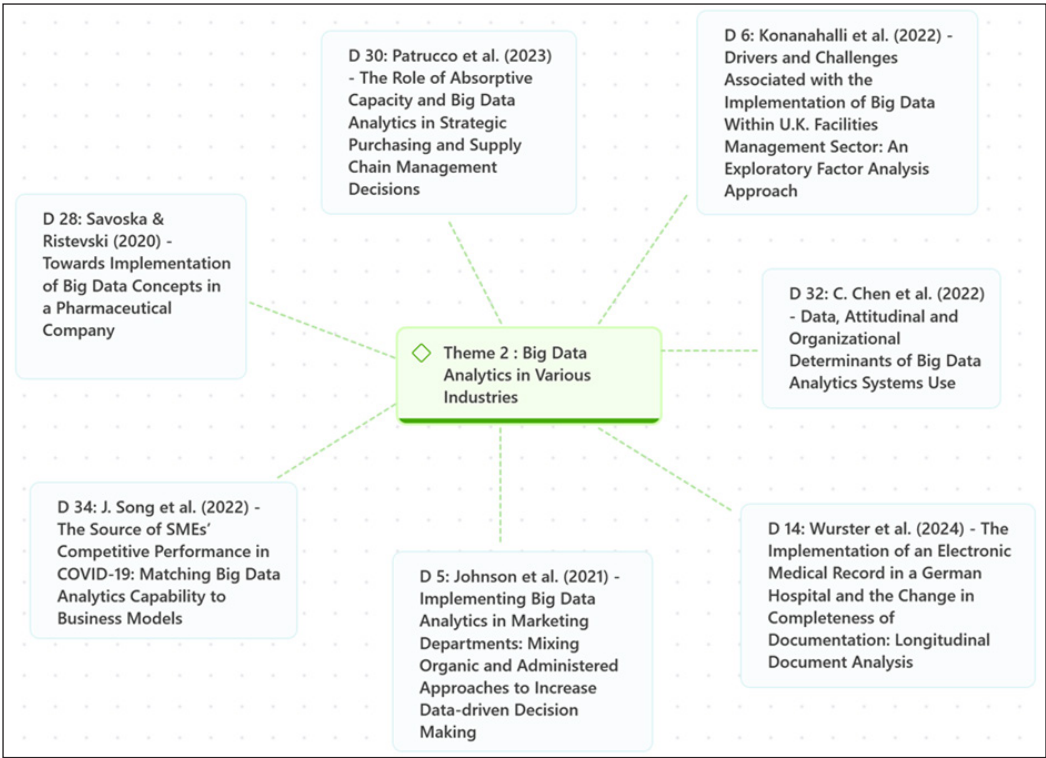 D 30: Patrucco et al. (2023)
- The Role of Absorptive
Capacity and Big Data
Analytics in Strategic
Purchasing and Supply
Chain Management
Decisions
D 6: Konanahalli et al. (2022) -
Drivers and Challenges
Associated with the
Implementation of Big Data
Within U.K. Facilities
Management Sector: An
Exploratory Factor Analysis
Approach
D 28: Savoska &
Ristevski (2020) -
Towards Implementation
of Big Data Concepts in
a Pharmaceutical
Company
D 32: C. Chen et al. (2022)
- Data, Attitudinal and
Organizational
Determinants of Big Data
Analytics Systems Use
Theme 2 : Big Data
Analytics in Various
Industries
D 34: J. Song et al. (2022) -
The Source of SMEs’
Competitive Performance in
COVID-19: Matching Big Data
Analytics Capability to
Business Models
D 5: Johnson et al. (2021) -
Implementing Big Data
Analytics in Marketing
Departments: Mixing
Organic and Administered
Approaches to Increase
Data-driven Decision
Making
D 14: Wurster et al. (2024) - The
Implementation of an Electronic
Medical Record in a German
Hospital and the Change in
Completeness of
Documentation: Longitudinal
Document Analysis